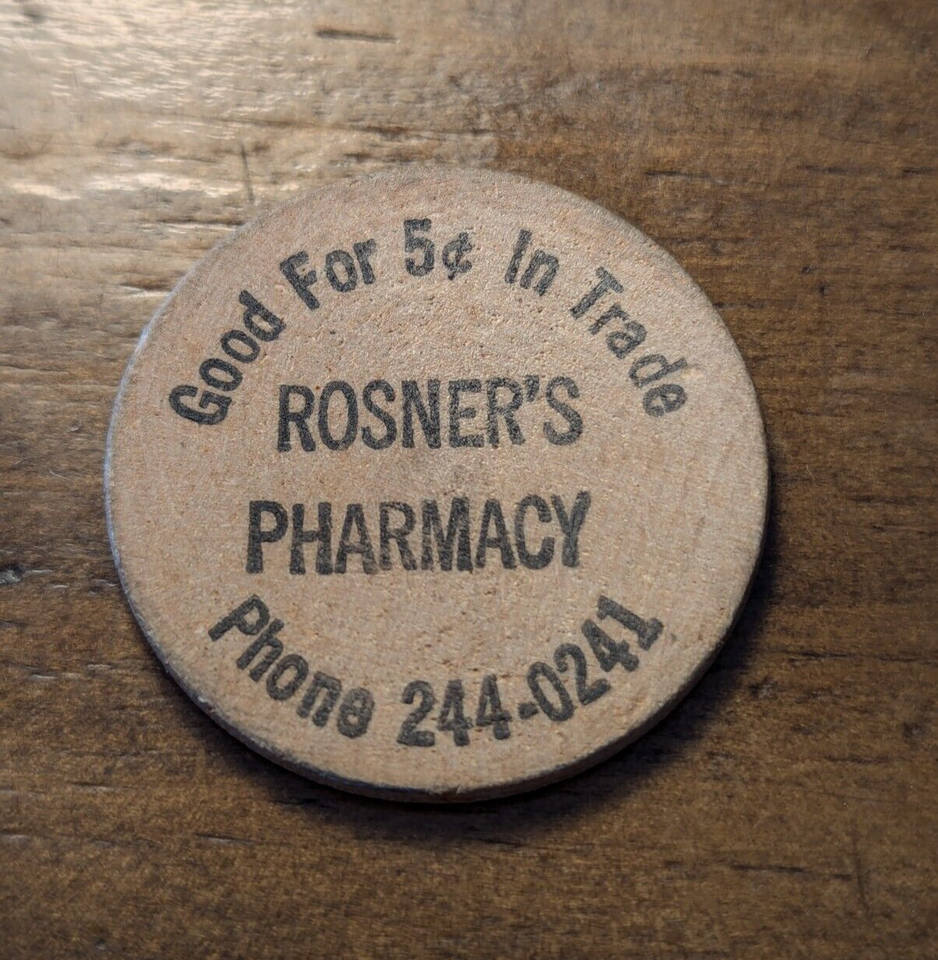 Good For 5¢ In Trade
ROSNER'S
PHARMACY
Phone 244-0241